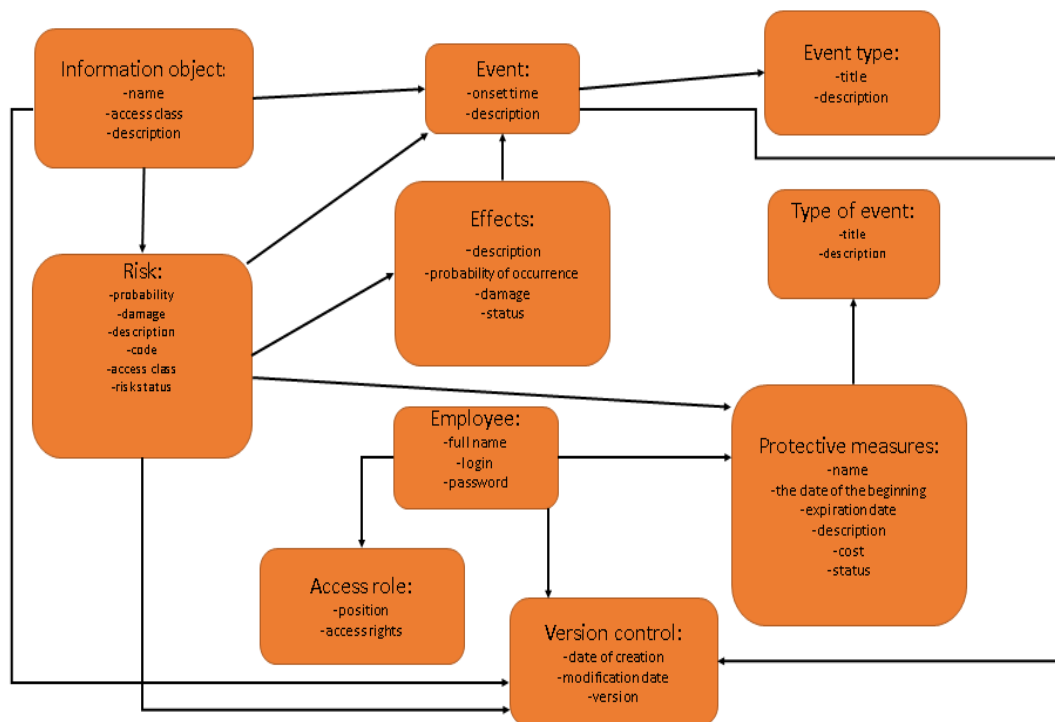 Information object:
-name
-access class
-description
Event:
-onset time
-description
Event type:
-title
-description
Effects:
-description
-probability of occurrence
-damage
-status
Type of event:
-title
-description
Risk:
-probability
-damage
-description
-code
-access class
-risk status
Employee:
-full name
-login
-password
Protective measures:
-name
-the date of the beginning
-expiration date
-description
-cost
-status
Access role:
-position
-access rights
Version control:
-date of creation
-modification date
-version